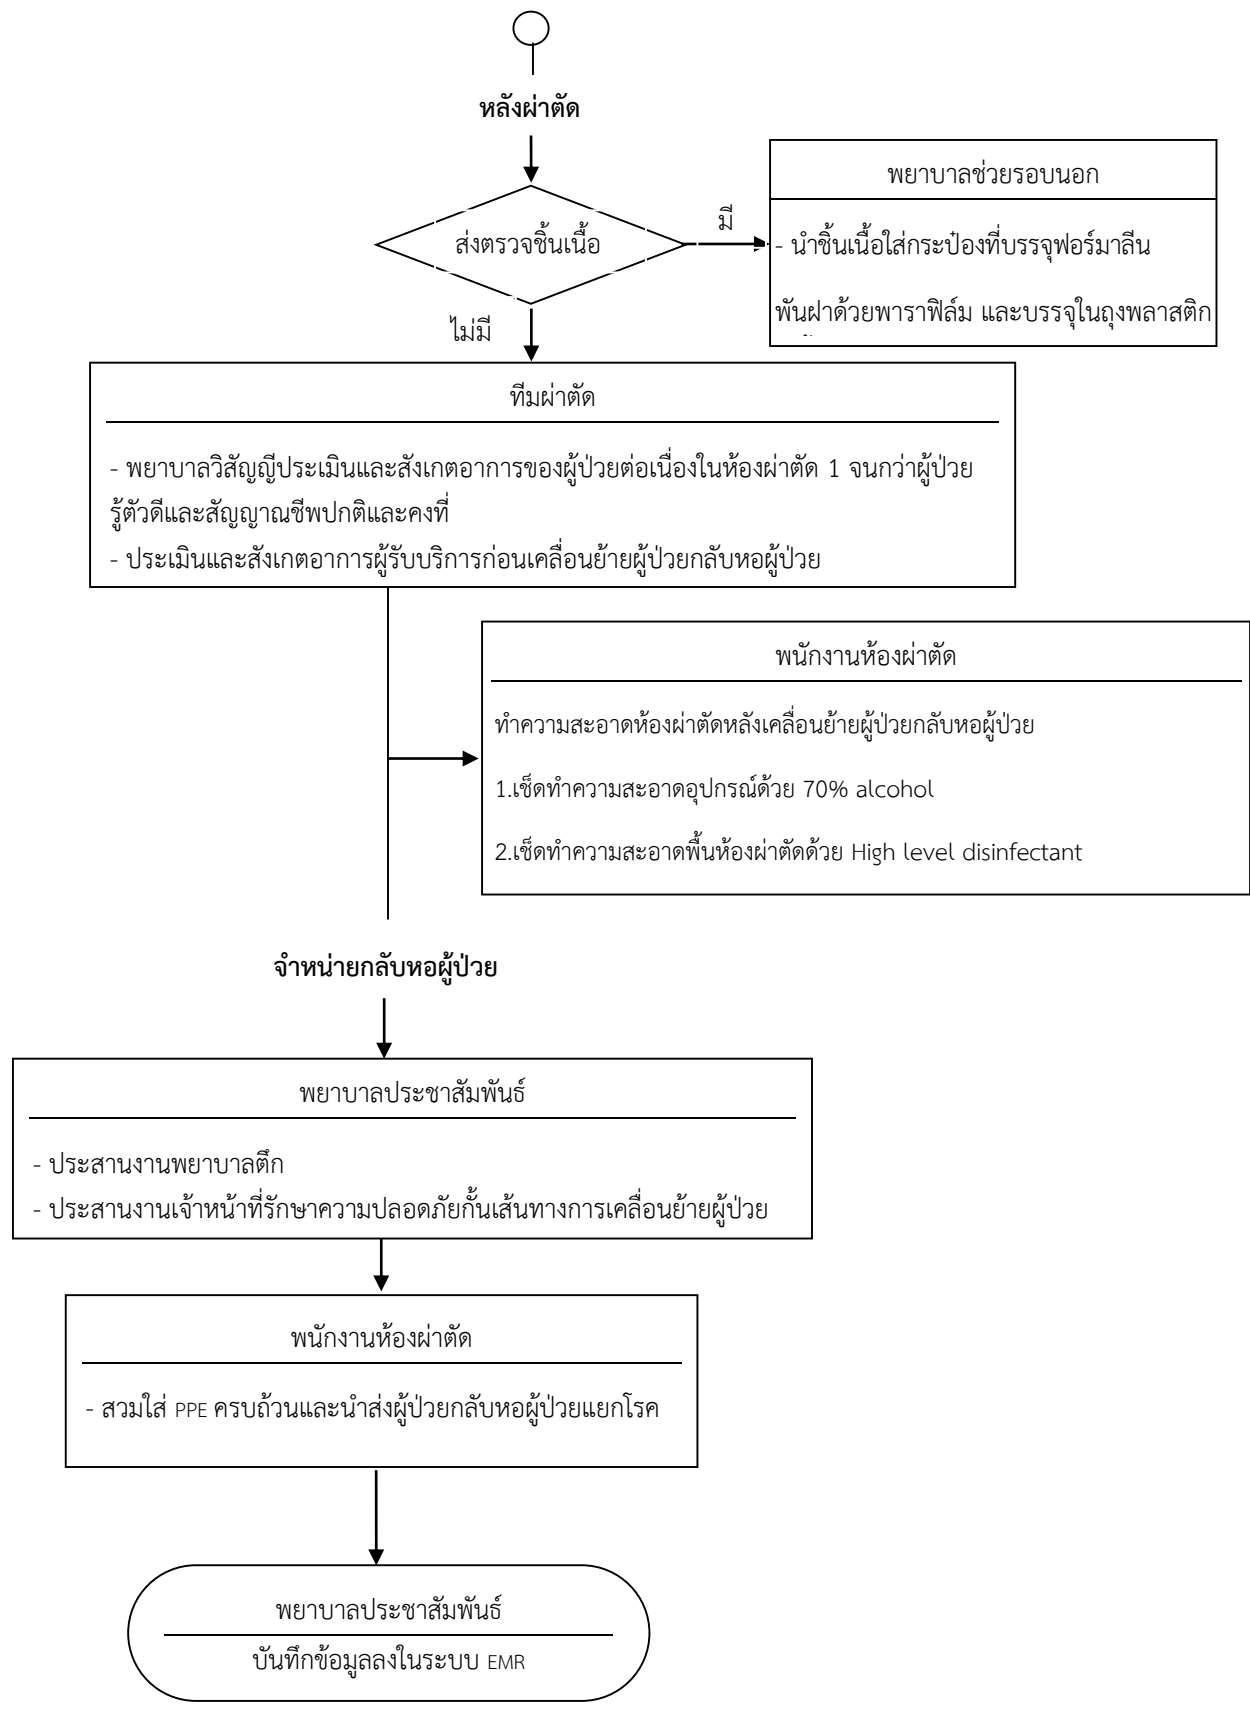 หลังผ่าตัด
ส่งตรวจชิ้นเนื้อ
มี
พยาบาลช่วยรอบนอก
- นำชิ้นเนื้อใส่กระป๋องที่บรรจุฟอร์มาลีน
พันฝาด้วยพาราฟิล์ม และบรรจุในถุงพลาสติก
ไม่มี
ทีมผ่าตัด
- พยาบาลวิสัญญีประเมินและสังเกตอาการของผู้ป่วยต่อเนื่องในห้องผ่าตัด 1 จนกว่าผู้ป่วย
รู้ตัวดีและสัญญาณชีพปกติและคงที่
- ประเมินและสังเกตอาการผู้รับบริการก่อนเคลื่อนย้ายผู้ป่วยกลับหอผู้ป่วย
พนักงานห้องผ่าตัด
ทำความสะอาดห้องผ่าตัดหลังเคลื่อนย้ายผู้ป่วยกลับหอผู้ป่วย
1.เช็ดทำความสะอาดอุปกรณ์ด้วย 70% alcohol
2.เช็ดทำความสะอาดพื้นห้องผ่าตัดด้วย High level disinfectant
จำหน่ายกลับหอผู้ป่วย
พยาบาลประชาสัมพันธ์
- ประสานงานพยาบาลตึก
- ประสานงานเจ้าหน้าที่รักษาความปลอดภัยกั้นเส้นทางการเคลื่อนย้ายผู้ป่วย
พนักงานห้องผ่าตัด
- สวมใส่ PPE ครบถ้วนและนำส่งผู้ป่วยกลับหอผู้ป่วยแยกโรค
พยาบาลประชาสัมพันธ์
บันทึกข้อมูลลงในระบบ EMR